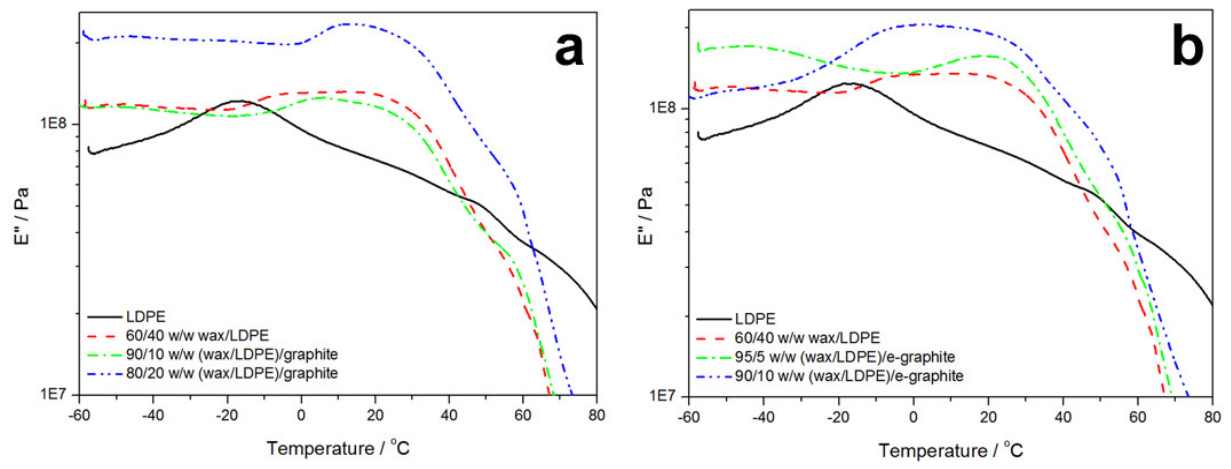 a
E" / Pa
1E8
1E7
LDPE
60/40 w/w wax/LDPE
90/10 w/w (wax/LDPE)/graphite
80/20 w/w (wax/LDPE)/graphite
-60 -40 -20 0 20 40 60 80
Temperature / °C
b
E" / Pa
1E8
1E7
LDPE
60/40 w/w wax/LDPE
95/5 w/w (wax/LDPE)/e-graphite
90/10 w/w (wax/LDPE)/e-graphite
-60 -40 -20 0 20 40 60 80
Temperature / °C